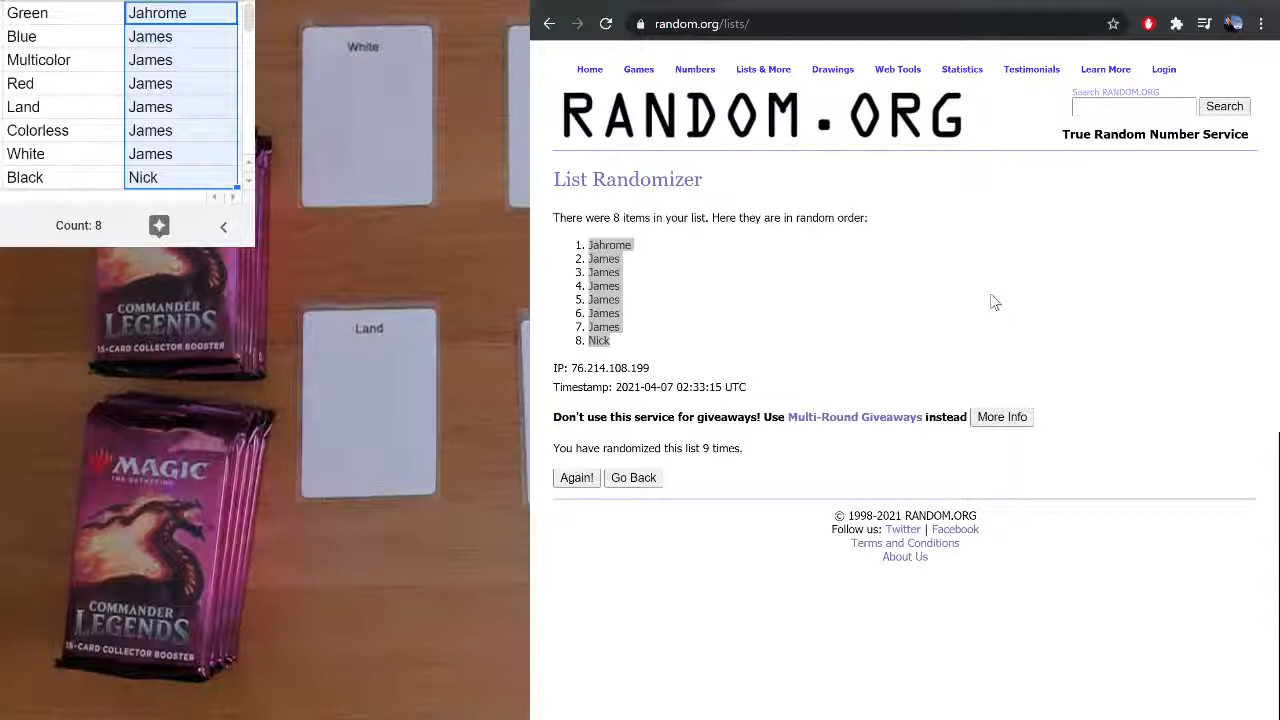 Green Jahrome
Blue James
Multicolor James
Red James
Land James
Colorless James
White James
Black Nick
Count: 8
White
Land
COMMANDER
LEGENDS
15-CARD COLLECTOR BOOSTER
MAGIC
THE GATHERING
COMMANDER
LEGENDS
15-CARD COLLECTOR BOOSTER
random.org/lists/
Home Games Numbers Lists & More Drawings Web Tools Statistics Testimonials Learn More Login
RANDOM.ORG
Search RANDOM.ORG
Search
True Random Number Service
List Randomizer
There were 8 items in your list. Here they are in random order:
1. Jahrome
2. James
3. James
4. James
5. James
6. James
7. James
8. Nick
IP: 76.214.108.199
Timestamp: 2021-04-07 02:33:15 UTC
Don't use this service for giveaways! Use Multi-Round Giveaways instead More Info
You have randomized this list 9 times.
Again! Go Back
© 1998-2021 RANDOM.ORG
Follow us: Twitter | Facebook
Terms and Conditions
About Us